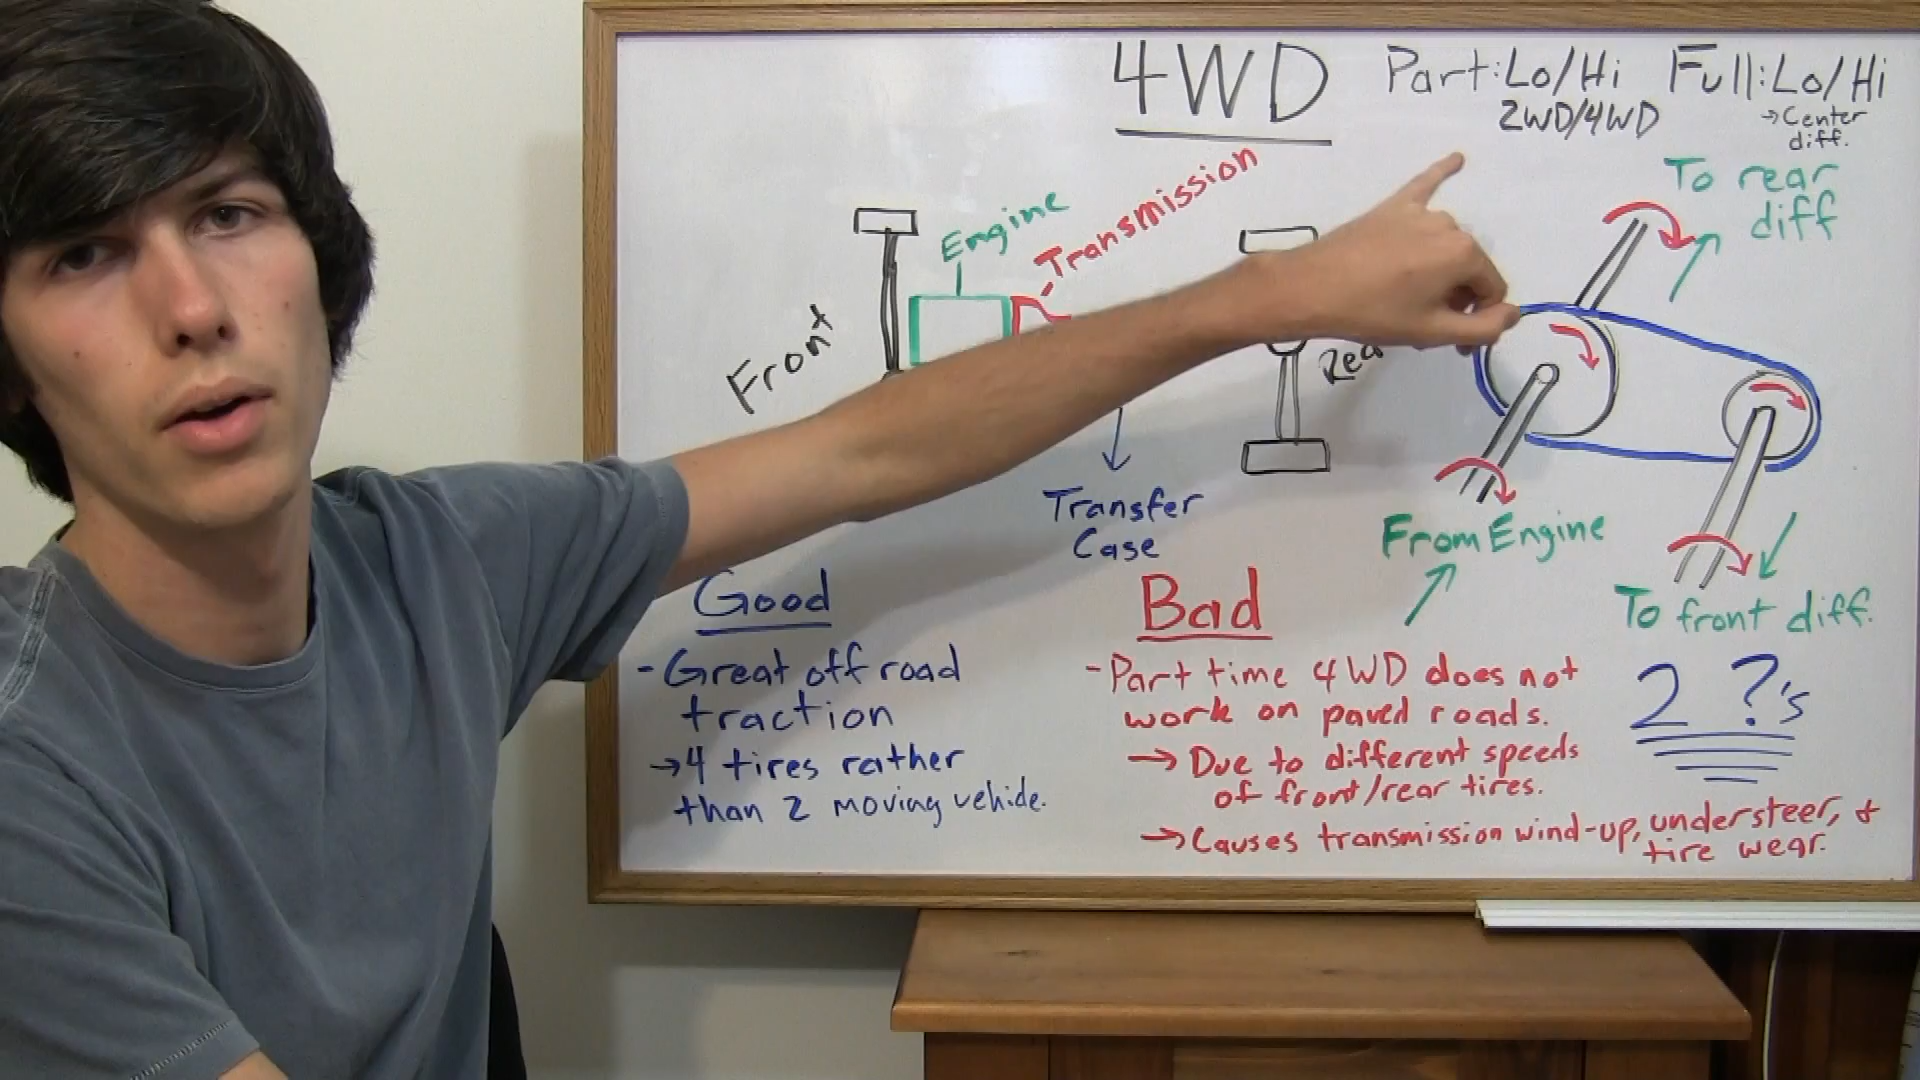 4WD
Part: Lo/Hi
2WD/4WD
Full: Lo/Hi
→Center
diff.
Engine
Transmission
Front
Transfer
Case
To rear
diff
From Engine
To front diff.
Good
-Great off road
traction
→4 tires rather
than 2 moving vehicle.
Bad
-Part time 4WD does not
work on paved roads.
→ Due to different speeds
of front/rear tires.
→ Causes transmission wind-up, understeer, &
tire wear.
2 ?'s